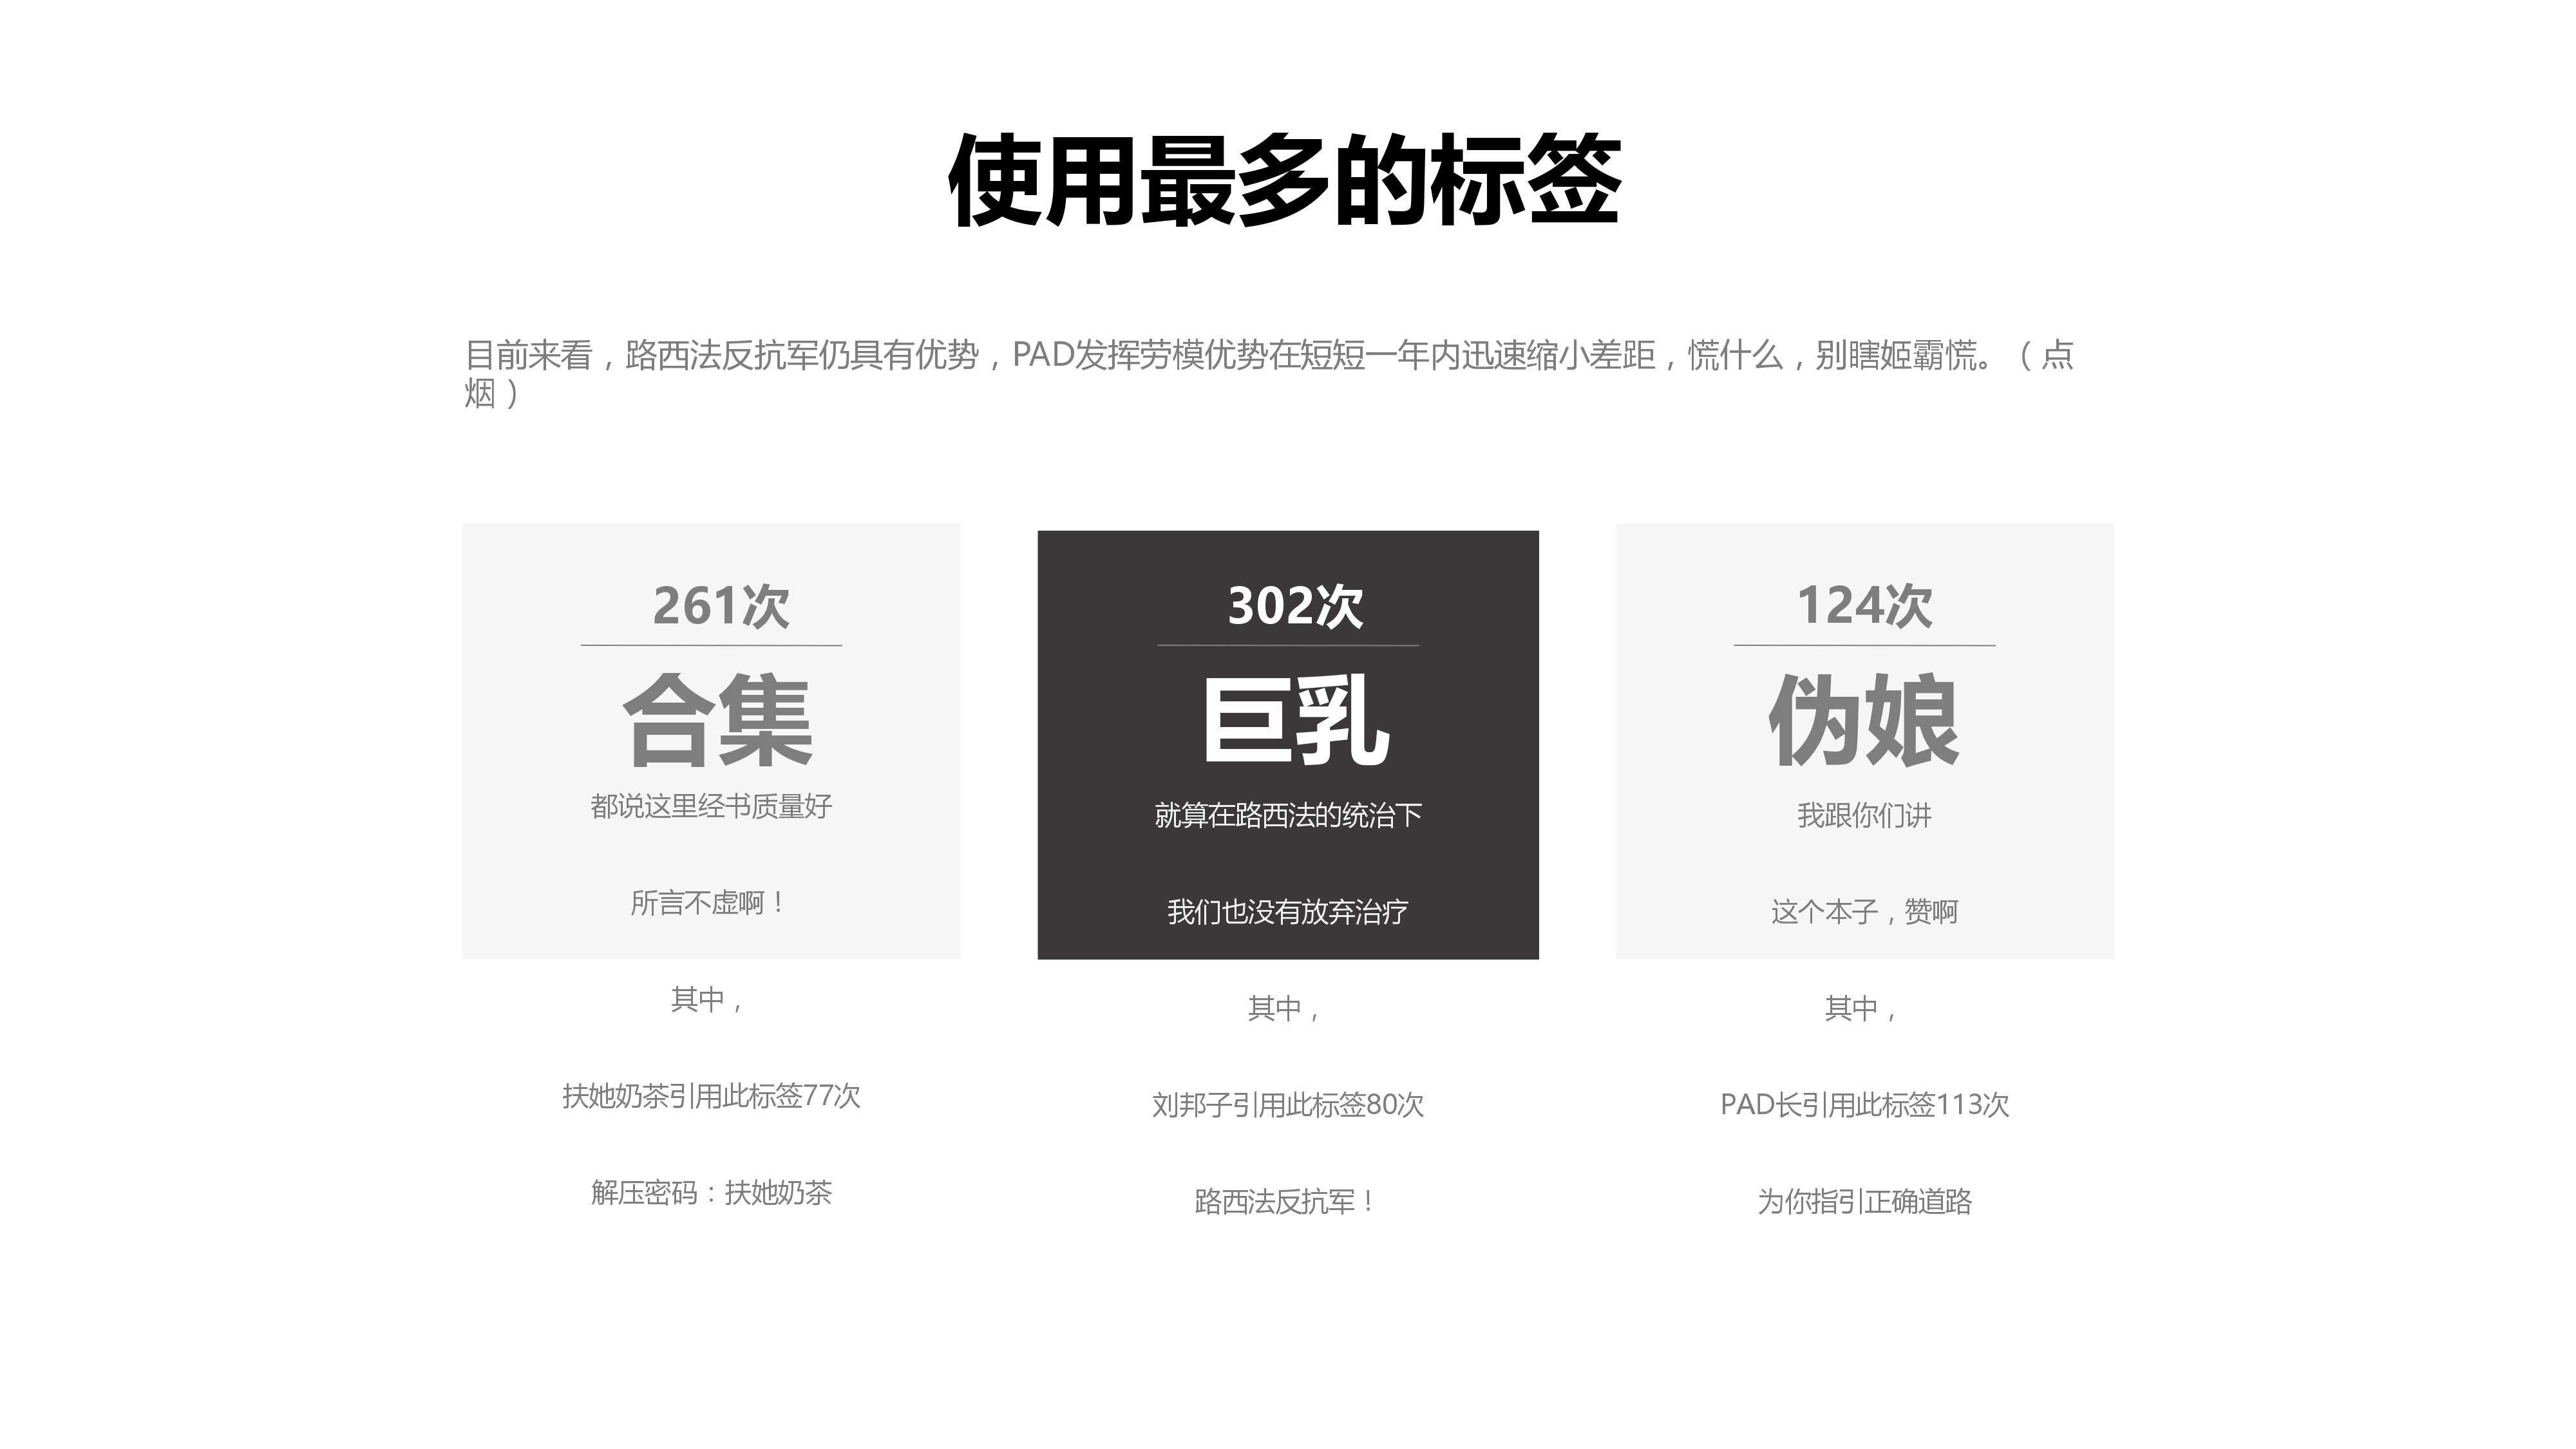 使用最多的标签
目前来看，路西法反抗军仍具有优势，PAD发挥劳模优势在短短一年内迅速缩小差距，慌什么，别瞎姬霸慌。（点
烟）
261次
合集
都说这里经书质量好
所言不虚啊！
其中，
扶她奶茶引用此标签77次
解压密码：扶她奶茶
302次
巨乳
就算在路西法的统治下
我们也没有放弃治疗
其中，
刘邦子引用此标签80次
路西法反抗军！
124次
伪娘
我跟你们讲
这个本子，赞啊
其中，
PAD长引用此标签113次
为你指引正确道路